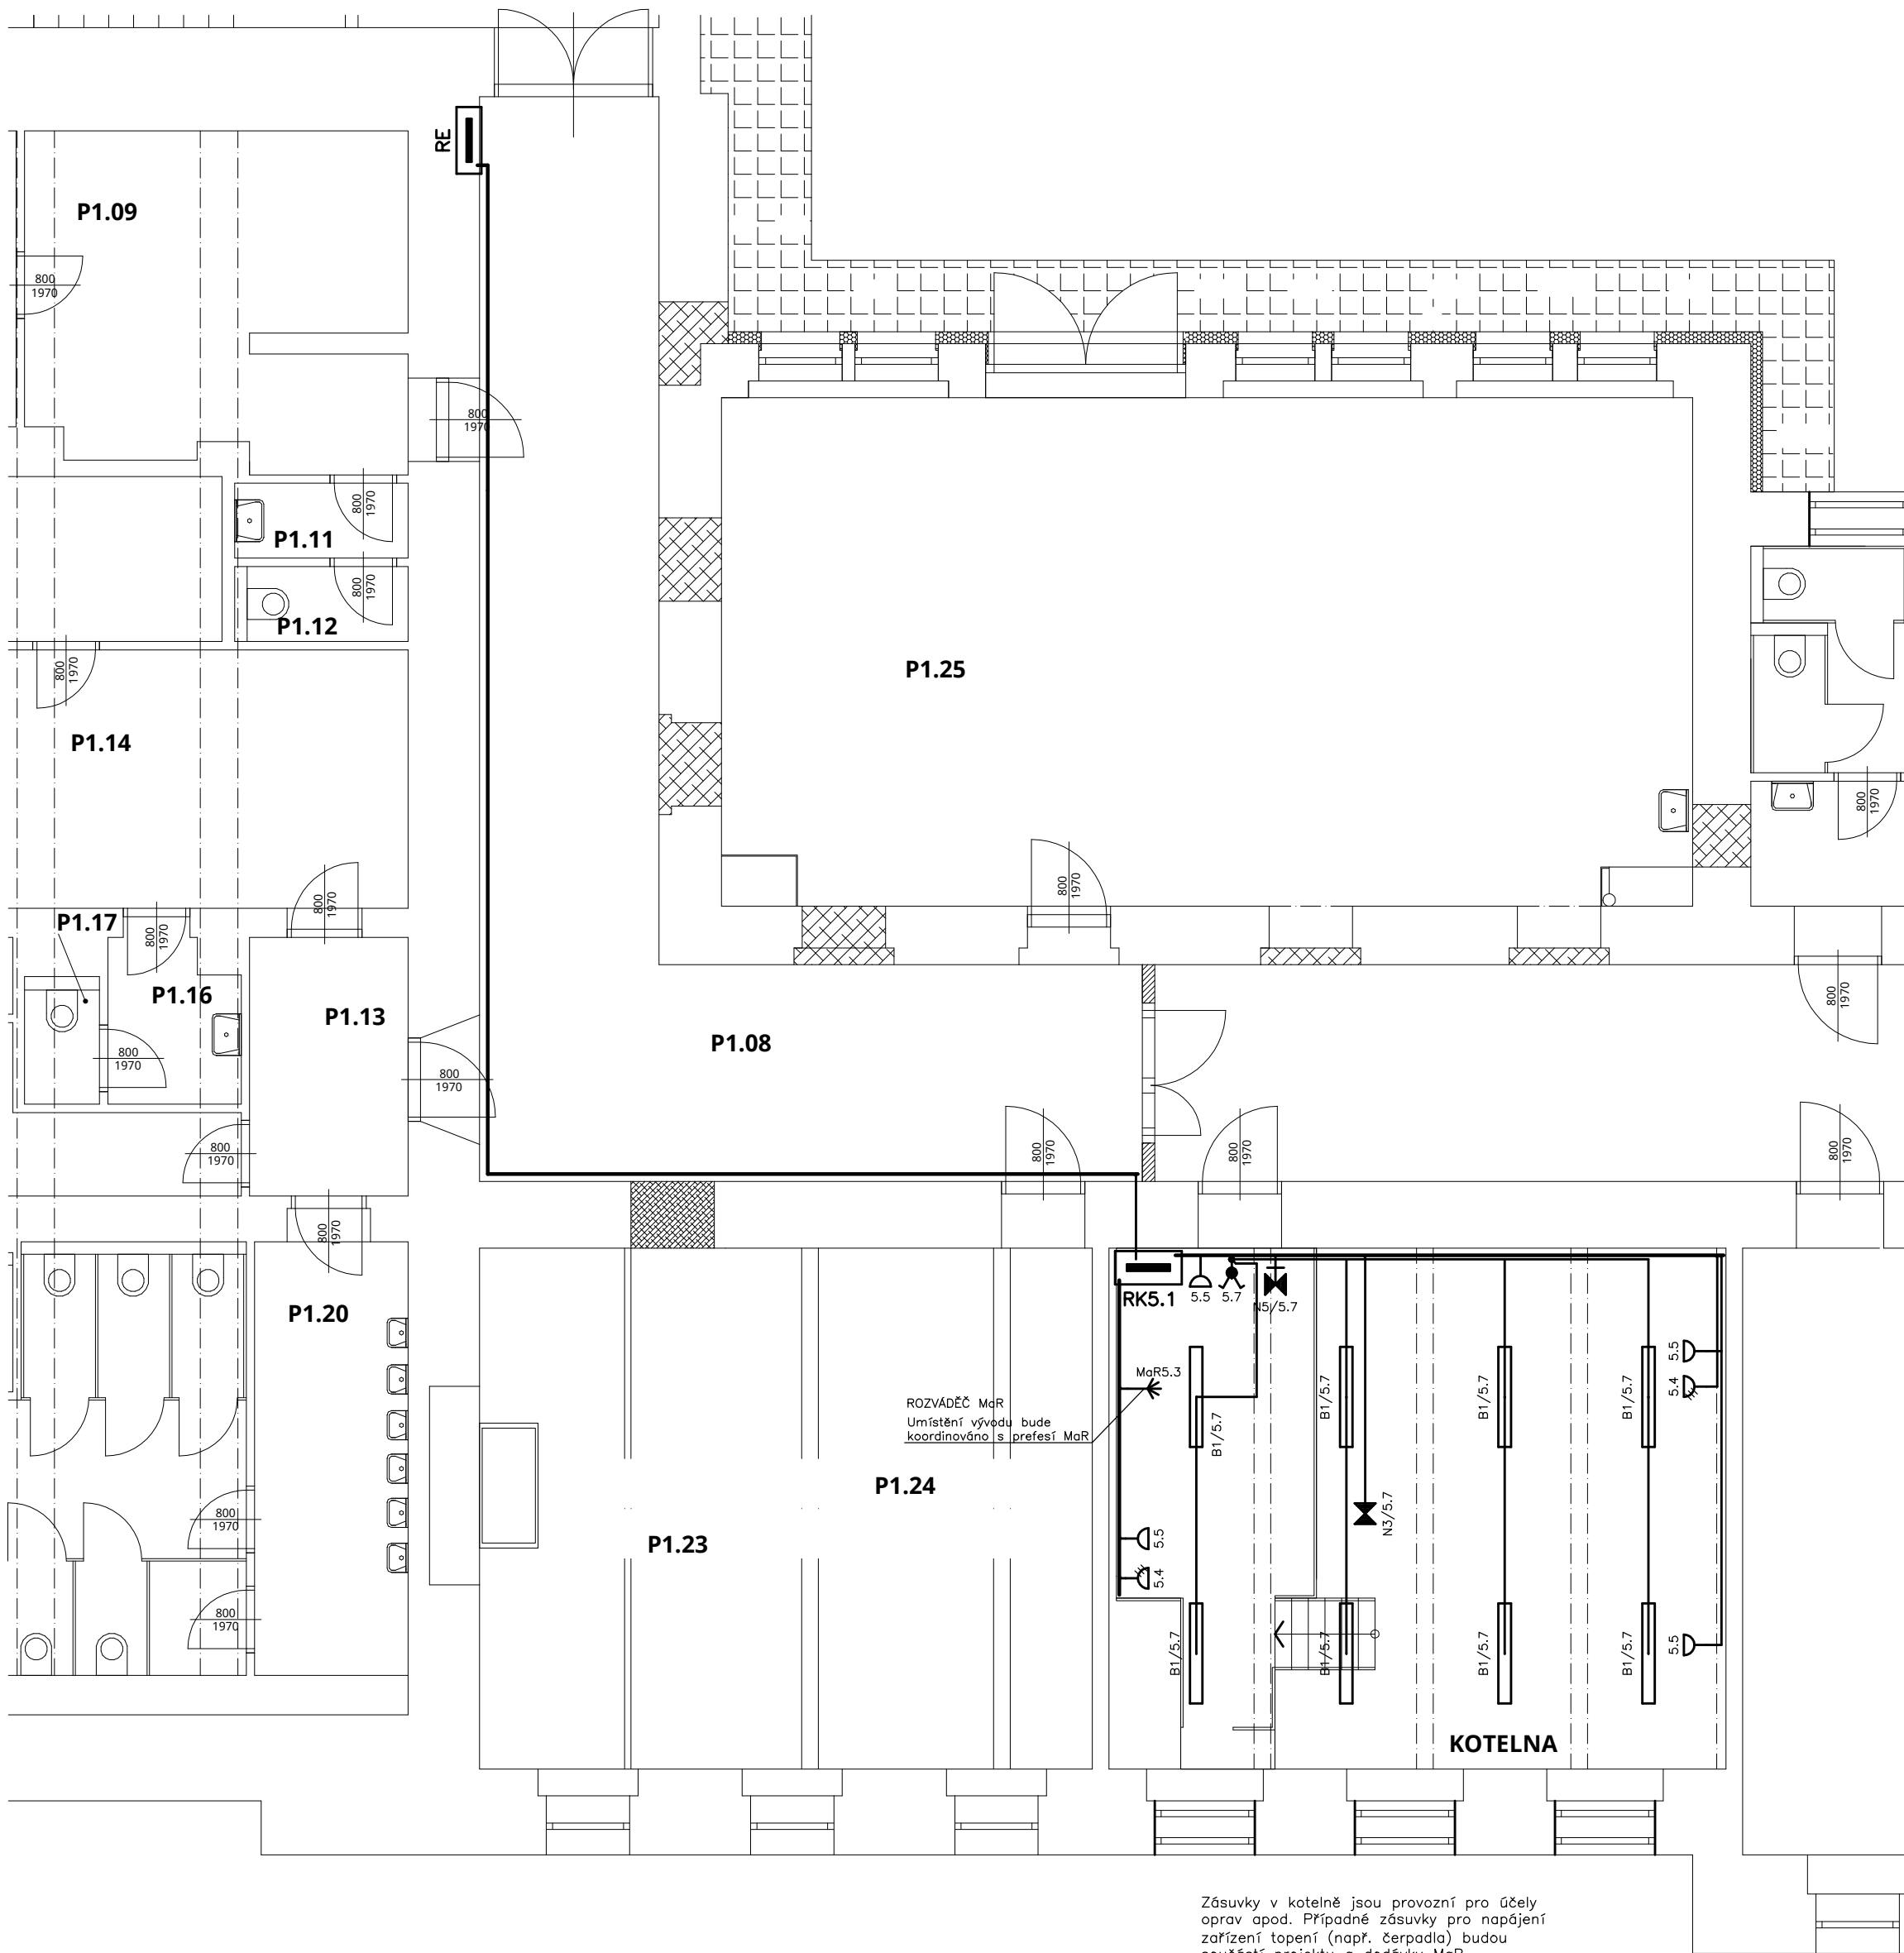 RE
P1.09
800
1970
800
1970
800
1970
P1.11
800
1970
P1.12
800
1970
P1.25
P1.14
800
1970
800
1970
800
1970
P1.17
800
1970
P1.16
P1.13
800
1970
P1.08
800
1970
800
1970
800
1970
800
1970
800
1970
800
1970
800
1970
RK5.1
5.5
5.7
N5/5.7
P1.20
MaR5.3
5.5
5.4
ROZVÁDĚČ MaR
Umístění vývodu bude
koordinováno s prefesí MaR
B1/5.7
B1/5.7
B1/5.7
B1/5.7
P1.24
N3/5.7
P1.23
5.5
5.4
800
1970
800
1970
B1/5.7
B1/5.7
B1/5.7
B1/5.7
5.5
KOTELNA
Zásuvky v kotelně jsou provozní pro účely
oprav apod. Případné zásuvky pro napájení
zařízení topení (např. čerpadla) budou
součástí projektu a dodávky MaR